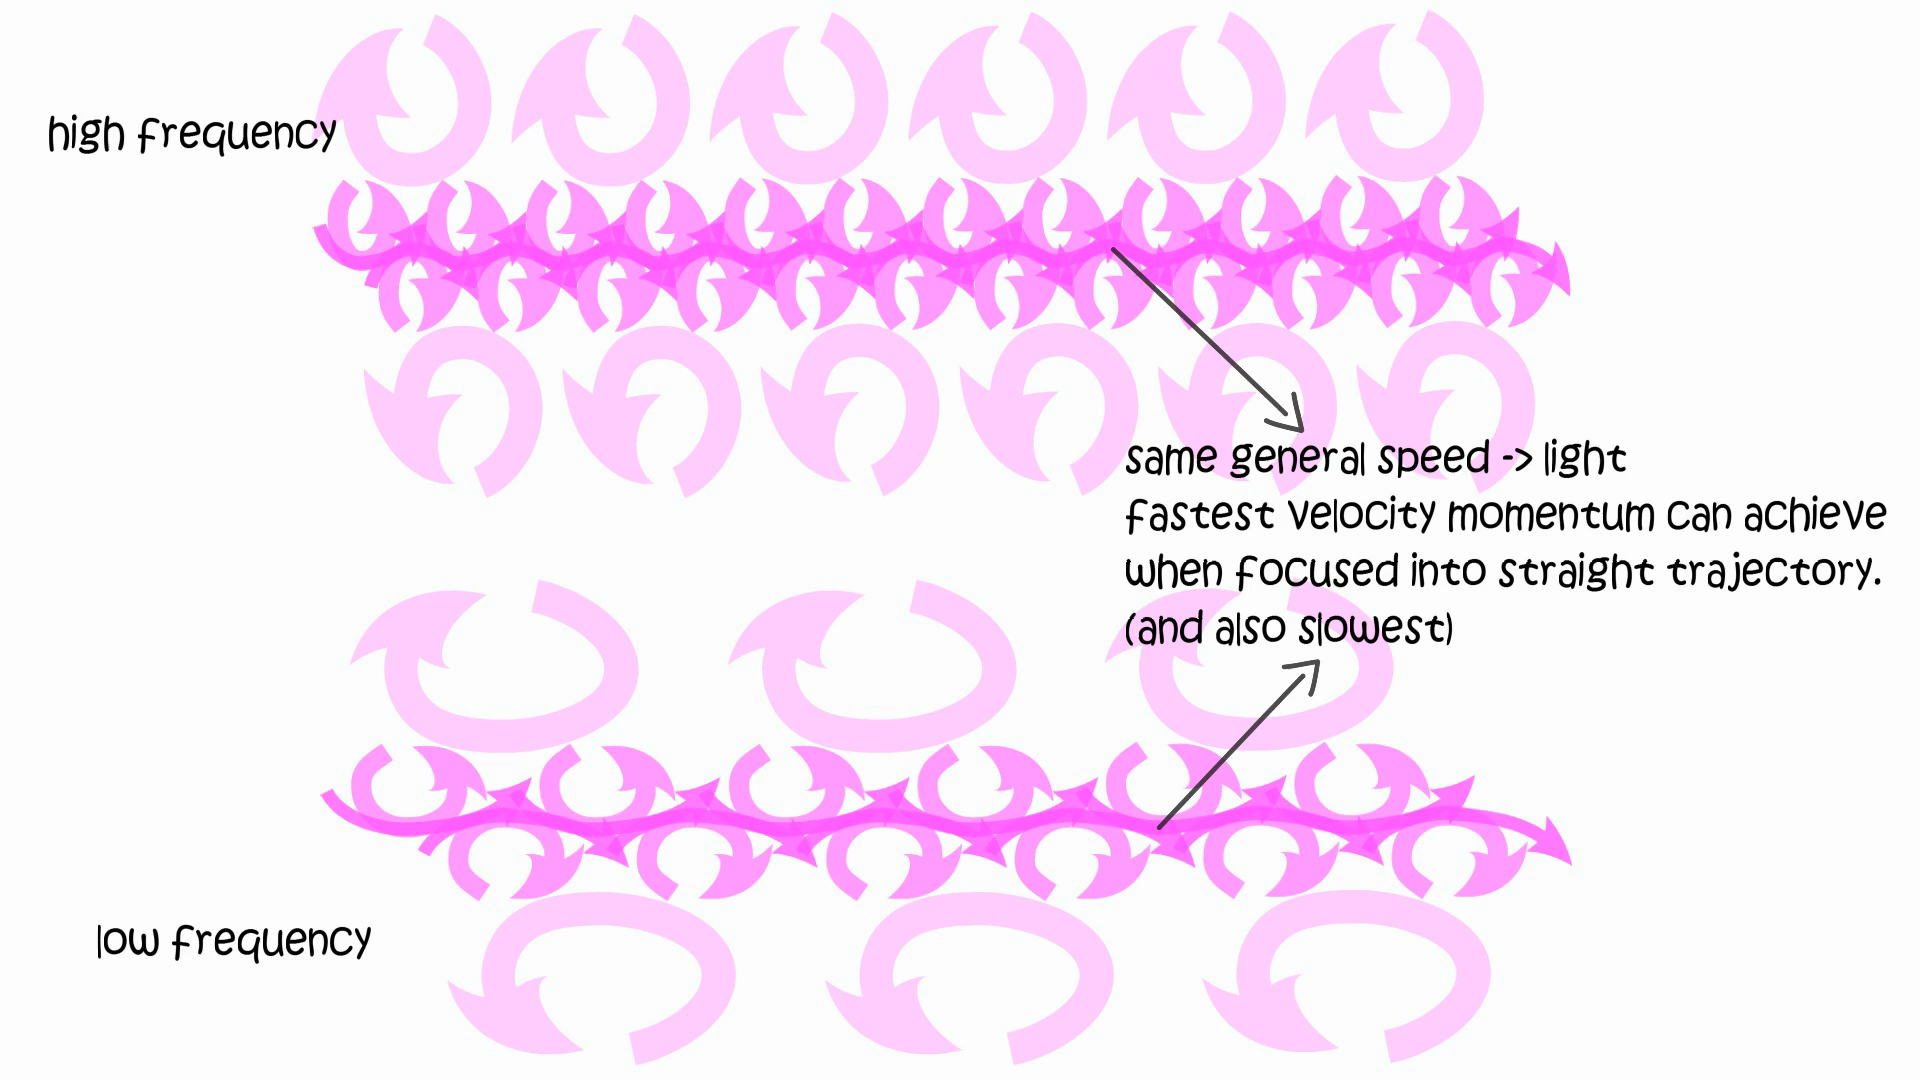 high frequency
same general speed -> light
fastest velocity momentum can achieve
when focused into straight trajectory.
(and also slowest)
low frequency